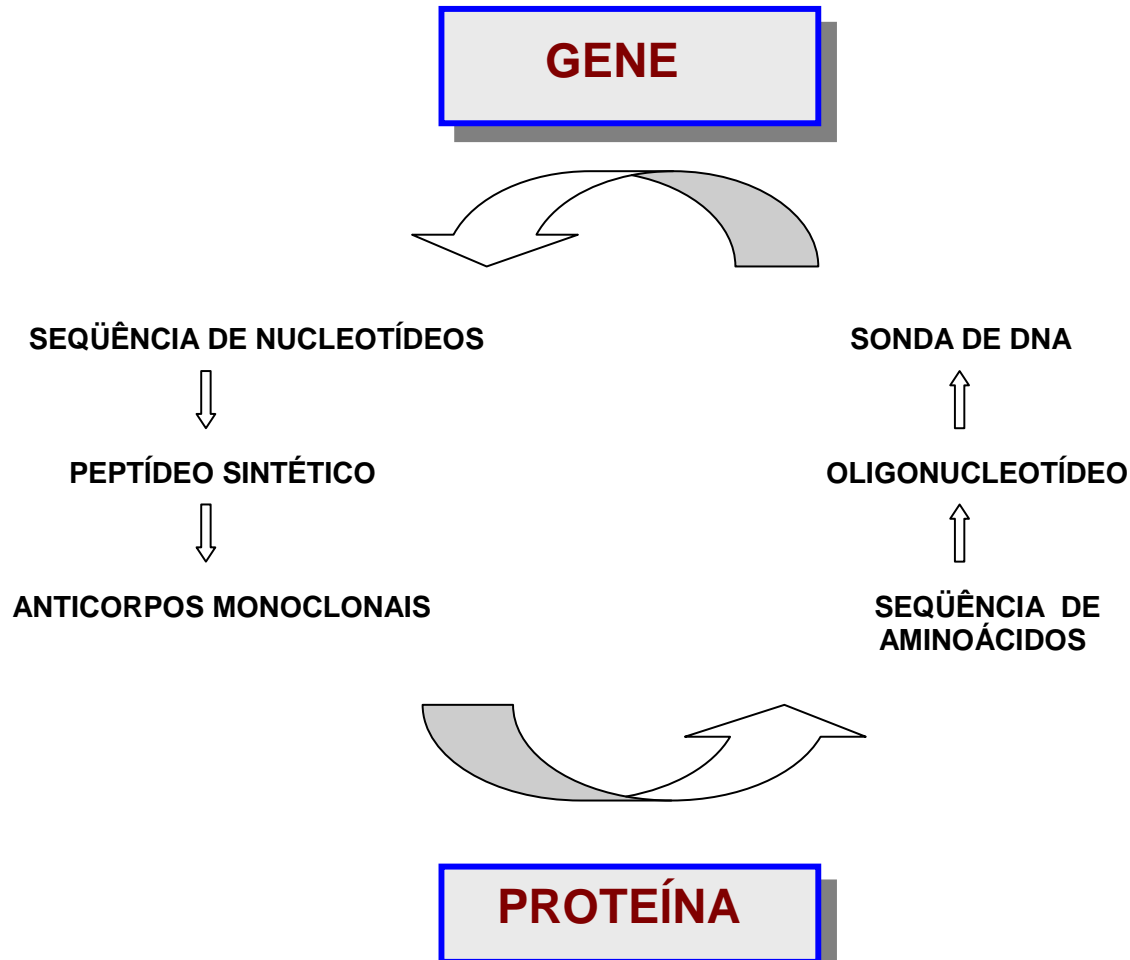 GENE
SEQÜÊNCIA DE NUCLEOTÍDEOS
PEPTÍDEO SINTÉTICO
ANTICORPOS MONOCLONAIS
SONDA DE DNA
OLIGONUCLEOTÍDEO
SEQÜÊNCIA DE
AMINOÁCIDOS
PROTEÍNA